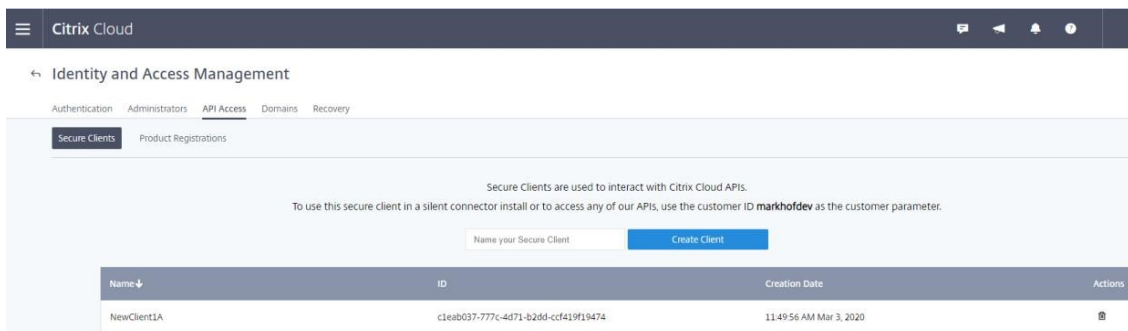 Citrix Cloud
Identity and Access Management
Authentication Administrators API Access Domains Recovery
Secure Clients Product Registrations
Secure Clients are used to interact with Citrix Cloud APIs.
To use this secure client in a silent connector install or to access any of our APIs, use the customer ID markhofdev as the customer parameter.
Name your Secure Client Create Client
Name ID Creation Date Actions
NewClient1A c1eab037-777c-4d71-b2dd-ccf419f19474 11:49:56 AM Mar 3, 2020